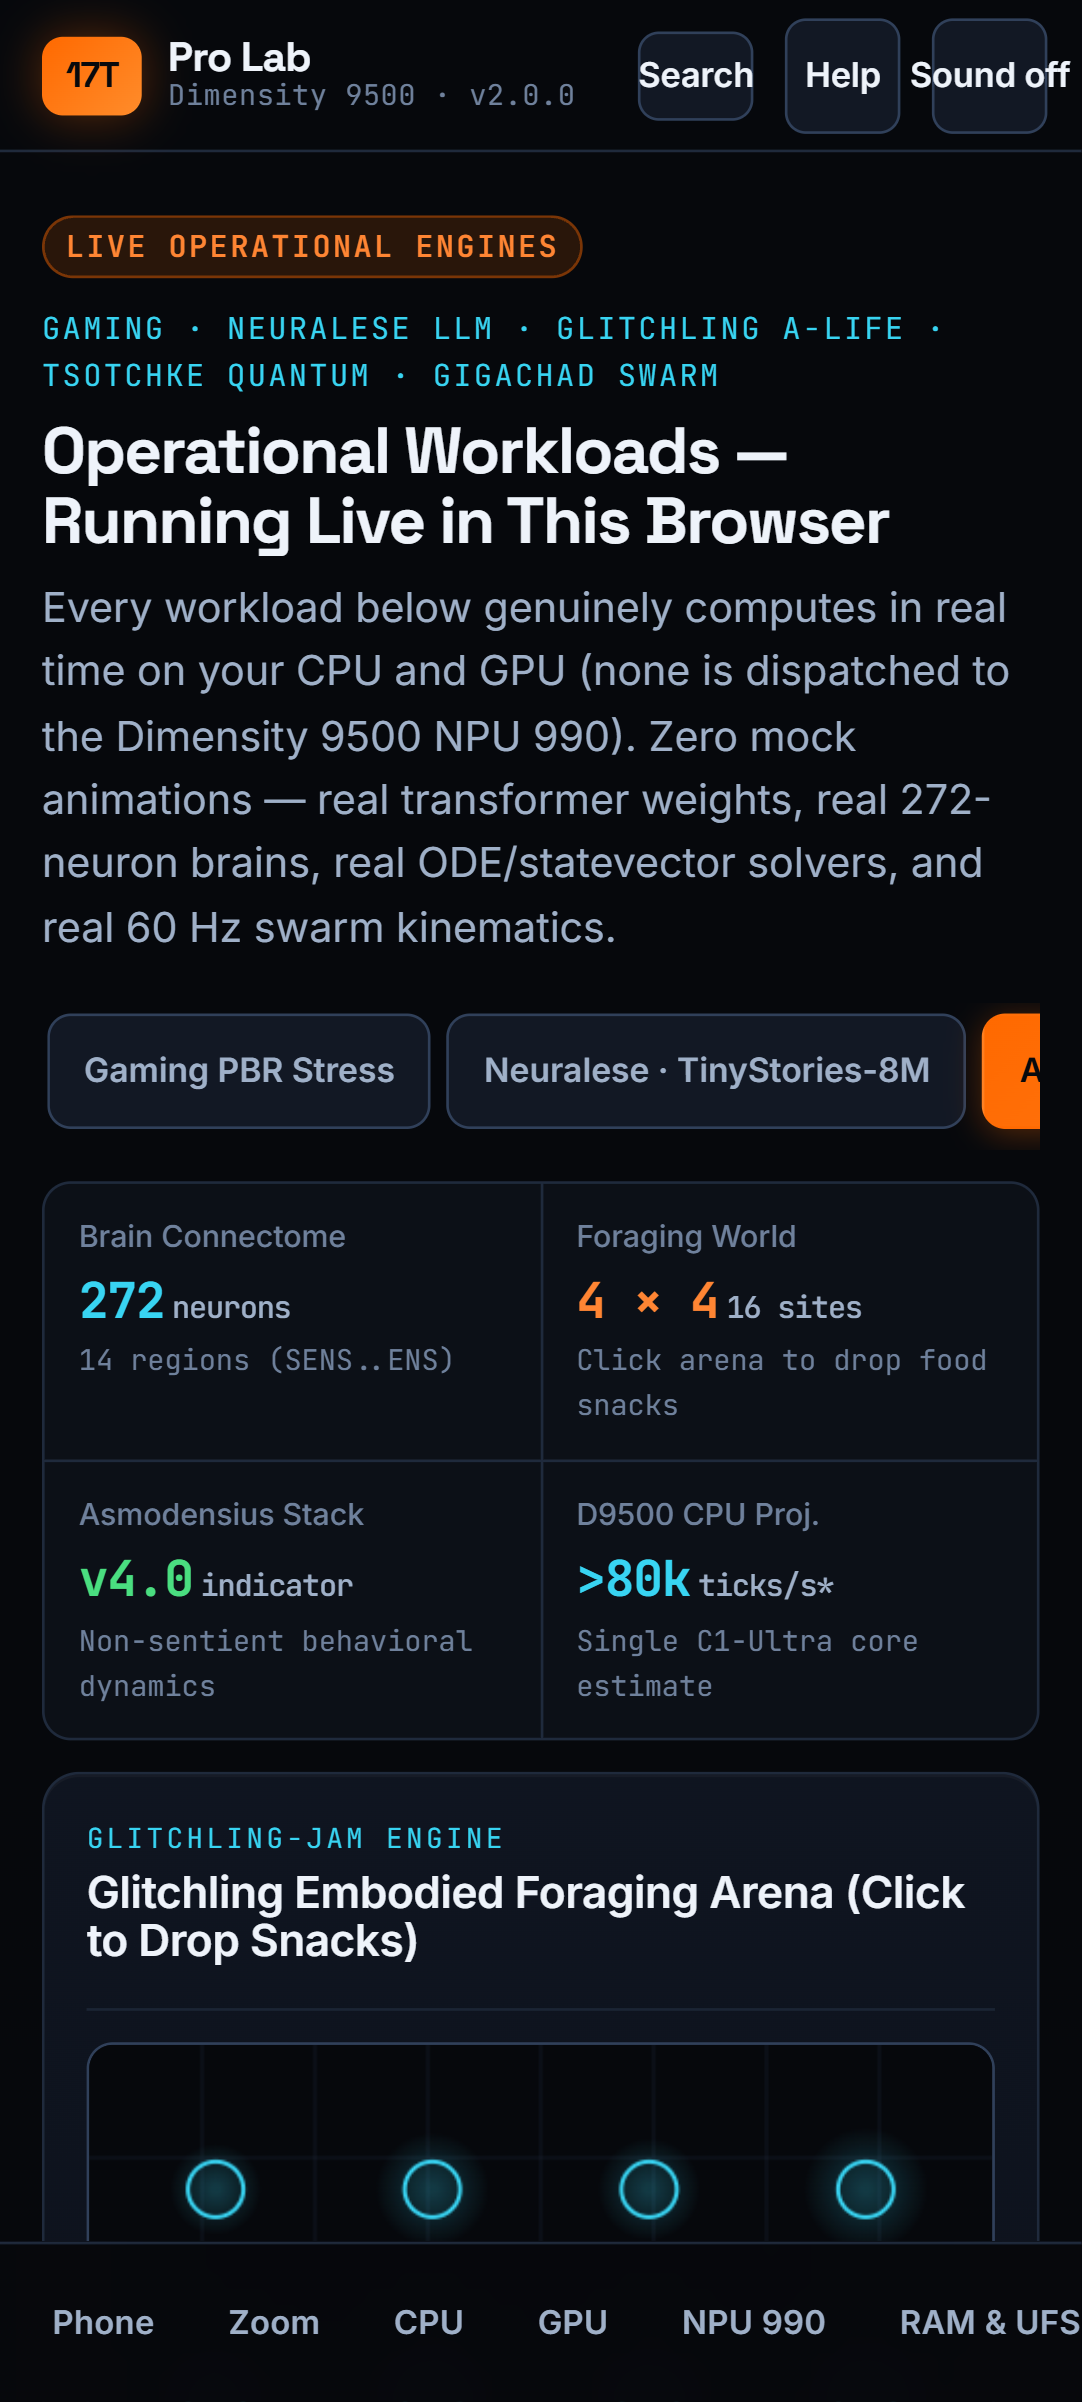 17T
Pro Lab
Dimensity 9500 · v2.0.0
Search
Help
Sound off
LIVE OPERATIONAL ENGINES
GAMING · NEURALESE LLM · GLITCHLING A-LIFE ·
TSOTCHKE QUANTUM · GIGACHAD SWARM
Operational Workloads —
Running Live in This Browser
Every workload below genuinely computes in real
time on your CPU and GPU (none is dispatched to
the Dimensity 9500 NPU 990). Zero mock
animations — real transformer weights, real 272-
neuron brains, real ODE/statevector solvers, and
real 60 Hz swarm kinematics.
Gaming PBR Stress
Neuralese · TinyStories-8M
Brain Connectome
272 neurons
14 regions (SENS..ENS)
Foraging World
4 × 4 16 sites
Click arena to drop food
snacks
Asmodensius Stack
v4.0 indicator
Non-sentient behavioral
dynamics
D9500 CPU Proj.
>80k ticks/s*
Single C1-Ultra core
estimate
GLITCHLING-JAM ENGINE
Glitchling Embodied Foraging Arena (Click
to Drop Snacks)
Phone
Zoom
CPU
GPU
NPU 990
RAM & UFS